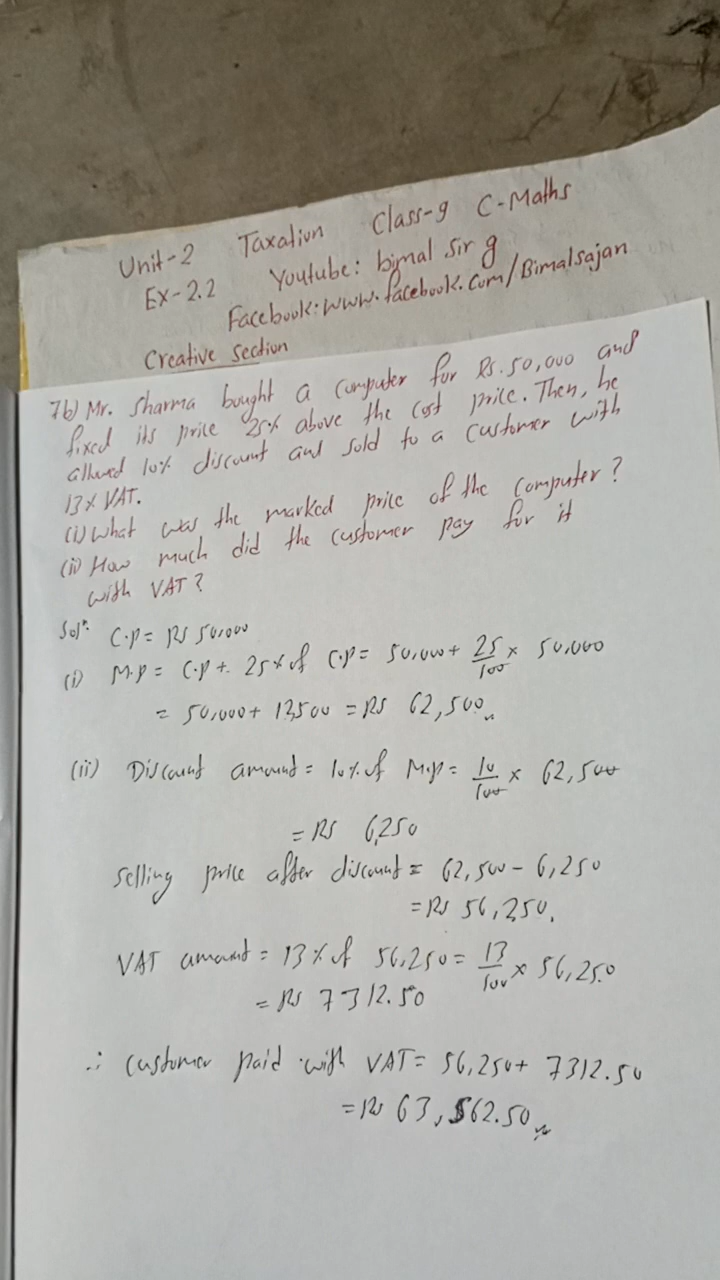 Unit-2 Taxation Class-9 C-Maths
Ex-2.2 Youtube: bimal sir g
Facebook: www.facebook.com/Bimalsajan
Creative section
7b) Mr. Sharma bought a computer for Rs. 50,000 and
fixed its price 25% above the cost price. Then, he
allowed 10% discount and sold to a customer with
13% VAT.
(i) What was the marked price of the computer?
(ii) How much did the customer pay for it
with VAT?
Solⁿ. C.P = Rs 50,000
(i) M.P = C.P + 25% of C.P = 50,000 + 25/100 × 50,000
= 50,000 + 12500 = Rs 62,500
(ii) Discount amount = 10% of M.P = 10/100 × 62,500
= Rs 6,250
Selling price after discount = 62,500 - 6,250
= Rs 56,250.
VAT amount = 13% of 56,250 = 13/100 × 56,250
= Rs 7312.50
∴ Customer paid with VAT = 56,250 + 7312.50
= Rs 63,562.50